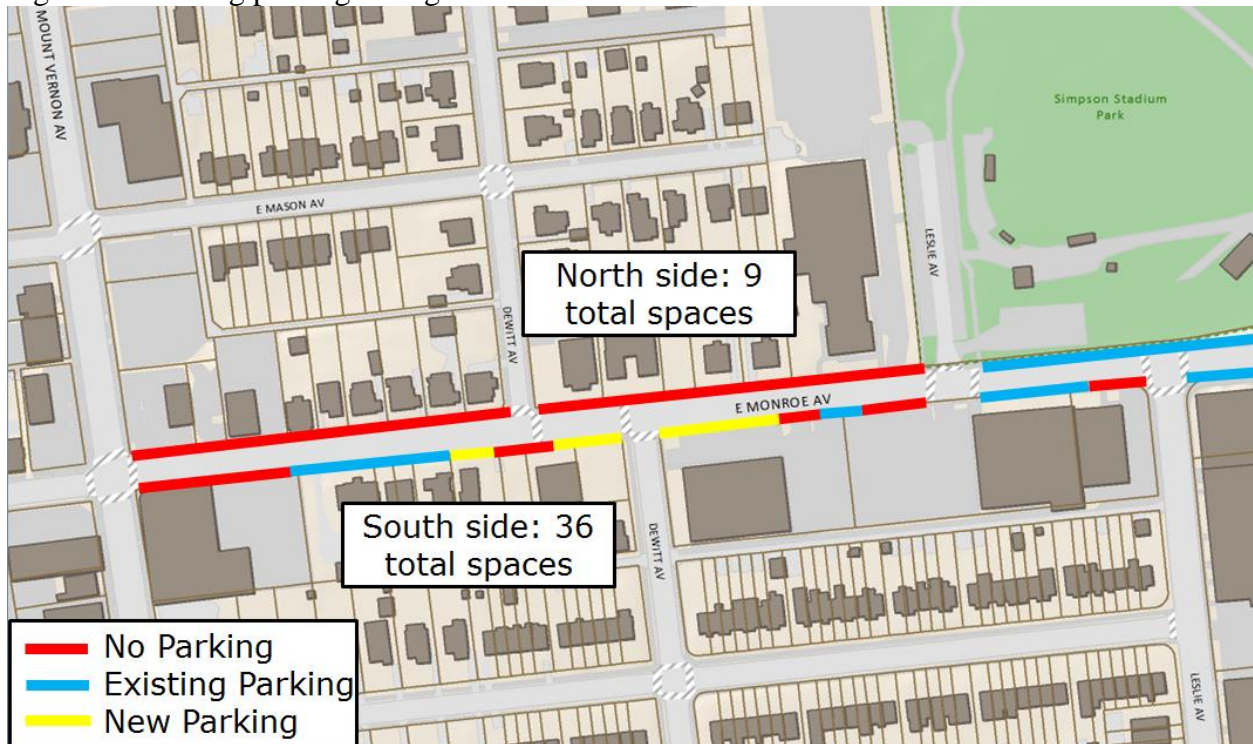 MOUNT VERNON AV
Simpson Stadium
Park
E MASON AV
LESLIE AV
North side: 9
total spaces
DEWITT AV
E MONROE AV
South side: 36
total spaces
DEWITT AV
LESLIE AV
No Parking
Existing Parking
New Parking